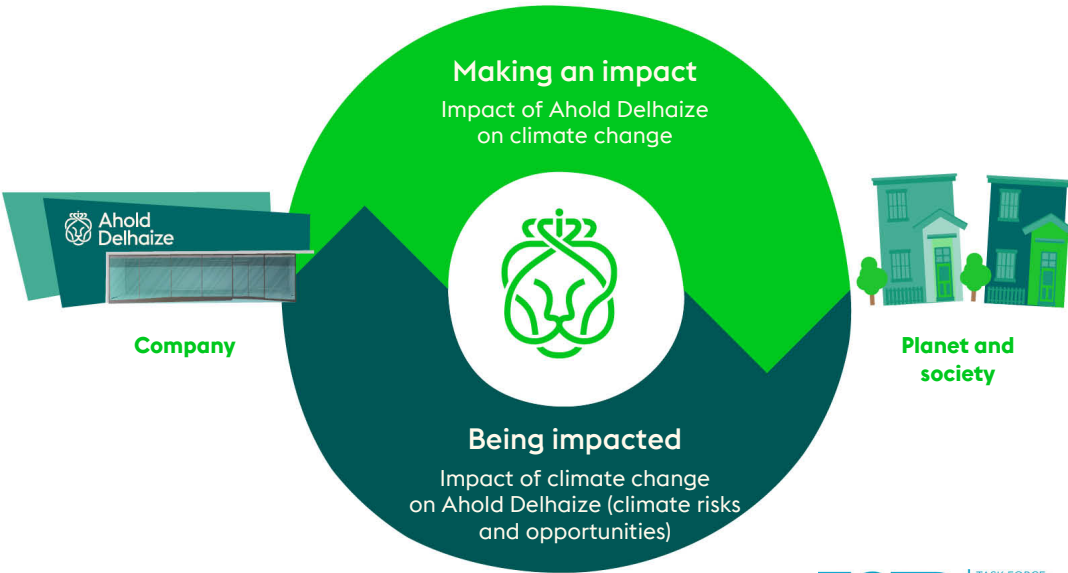 Making an impact
Impact of Ahold Delhaize
on climate change
Ahold
Delhaize
Company
Planet and
society
Being impacted
Impact of climate change
on Ahold Delhaize (climate risks
and opportunities)